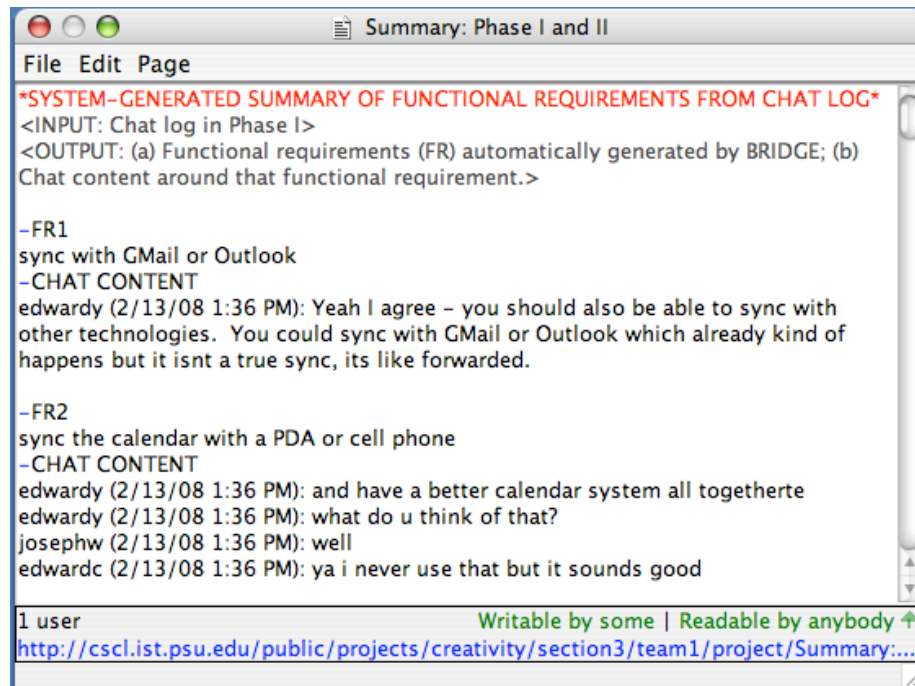 Summary: Phase I and II
File Edit Page
*SYSTEM-GENERATED SUMMARY OF FUNCTIONAL REQUIREMENTS FROM CHAT LOG*
<INPUT: Chat log in Phase I>
<OUTPUT: (a) Functional requirements (FR) automatically generated by BRIDGE; (b)
Chat content around that functional requirement.>
-FR1
sync with GMail or Outlook
-CHAT CONTENT
edwardy (2/13/08 1:36 PM): Yeah I agree - you should also be able to sync with
other technologies.  You could sync with GMail or Outlook which already kind of
happens but it isnt a true sync, its like forwarded.
-FR2
sync the calendar with a PDA or cell phone
-CHAT CONTENT
edwardy (2/13/08 1:36 PM): and have a better calendar system all togetherte
edwardy (2/13/08 1:36 PM): what do u think of that?
josephw (2/13/08 1:36 PM): well
edwardc (2/13/08 1:36 PM): ya i never use that but it sounds good
1 user Writable by some | Readable by anybody
http://cscl.ist.psu.edu/public/projects/creativity/section3/team1/project/Summary:...